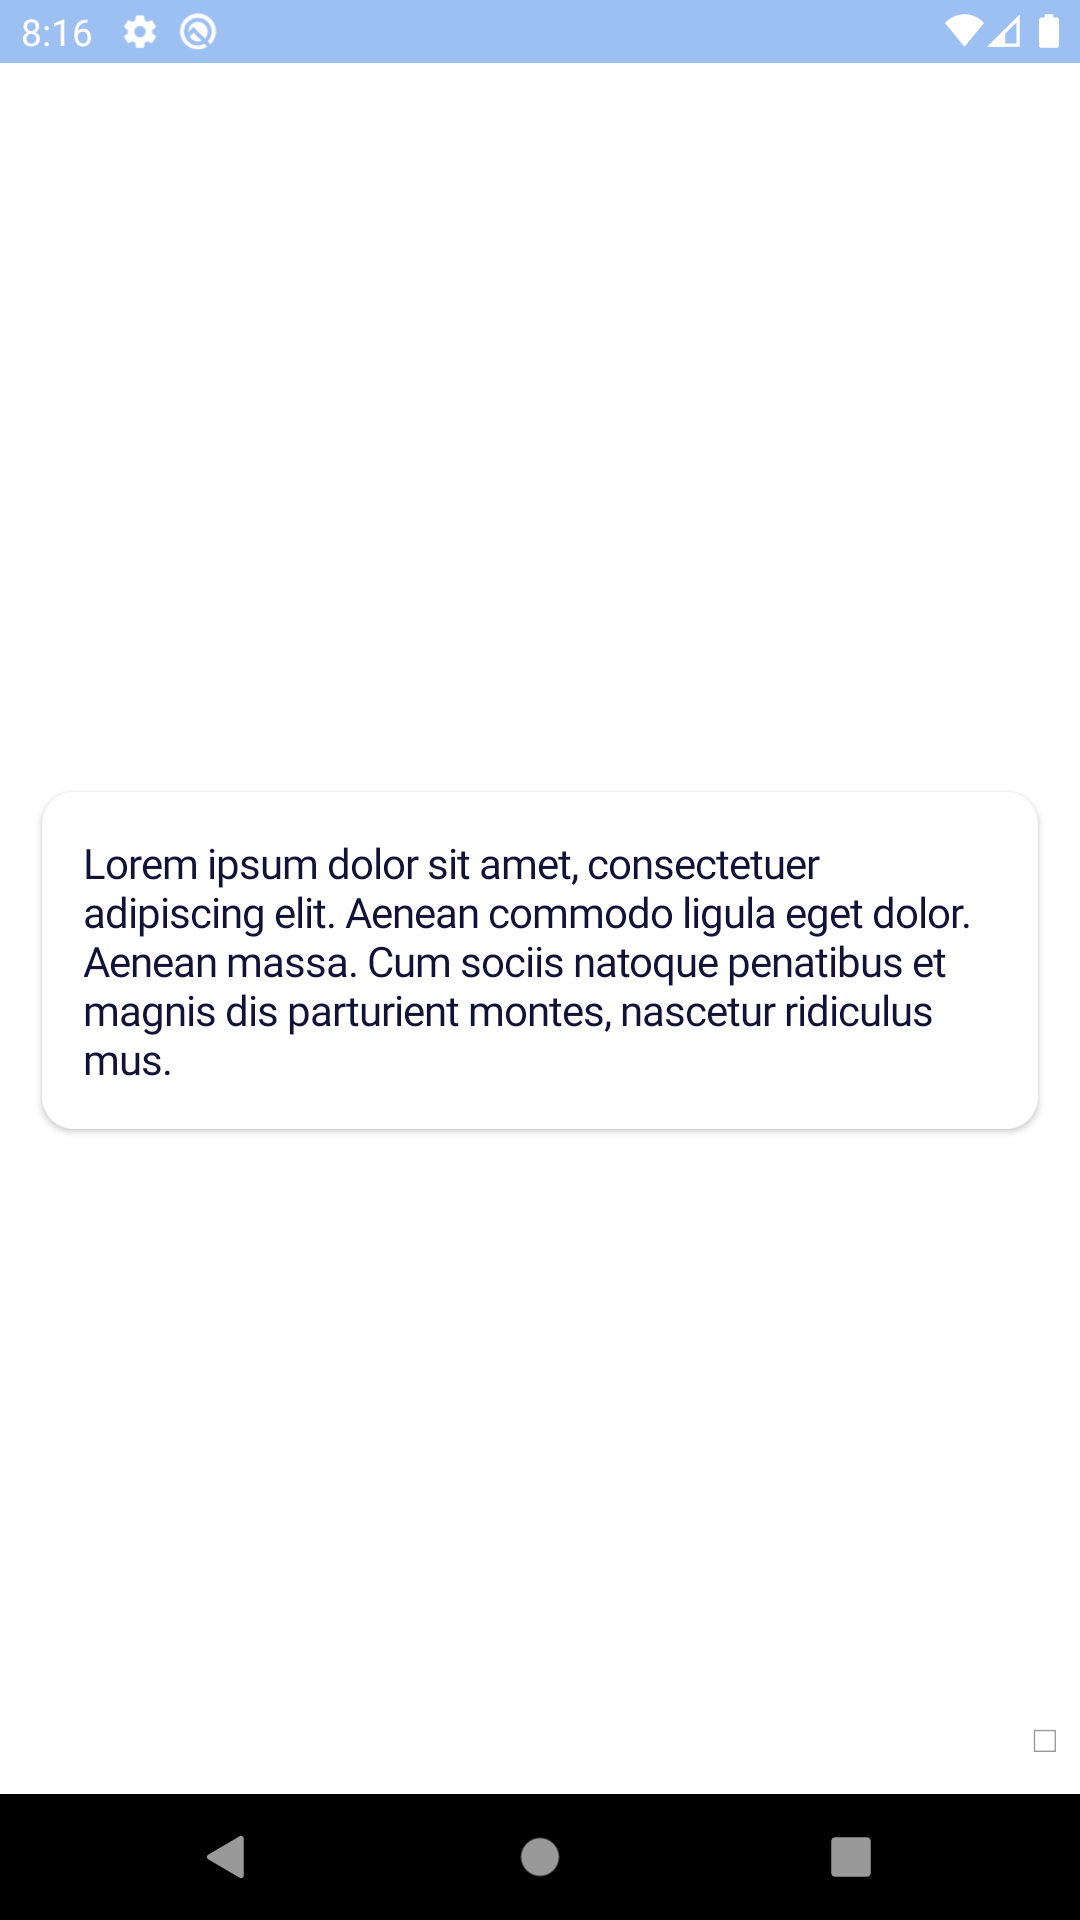 8:16
Lorem ipsum dolor sit amet, consectetuer
adipiscing elit. Aenean commodo ligula eget dolor.
Aenean massa. Cum sociis natoque penatibus et
magnis dis parturient montes, nascetur ridiculus
mus.